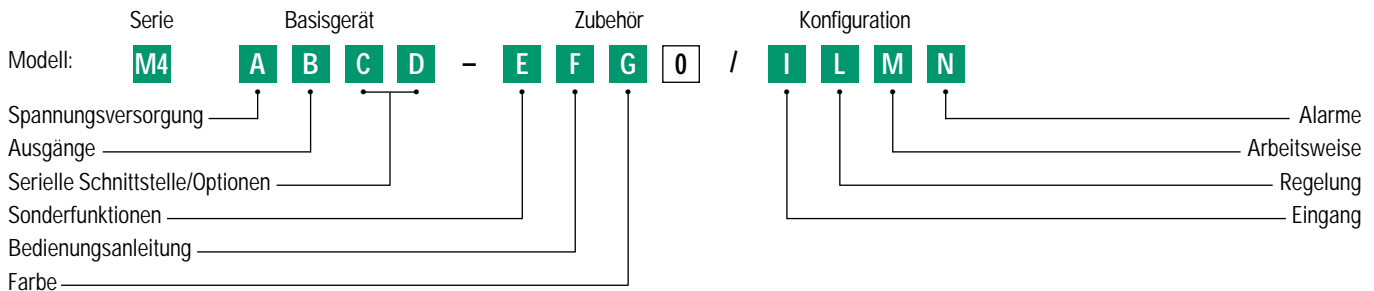 Serie Basisgerät Zubehör Konfiguration
Modell: M4 A B C D – E F G 0 / I L M N
Spannungsversorgung Alarme
Ausgänge Arbeitsweise
Serielle Schnittstelle/Optionen Regelung
Sonderfunktionen Eingang
Bedienungsanleitung
Farbe